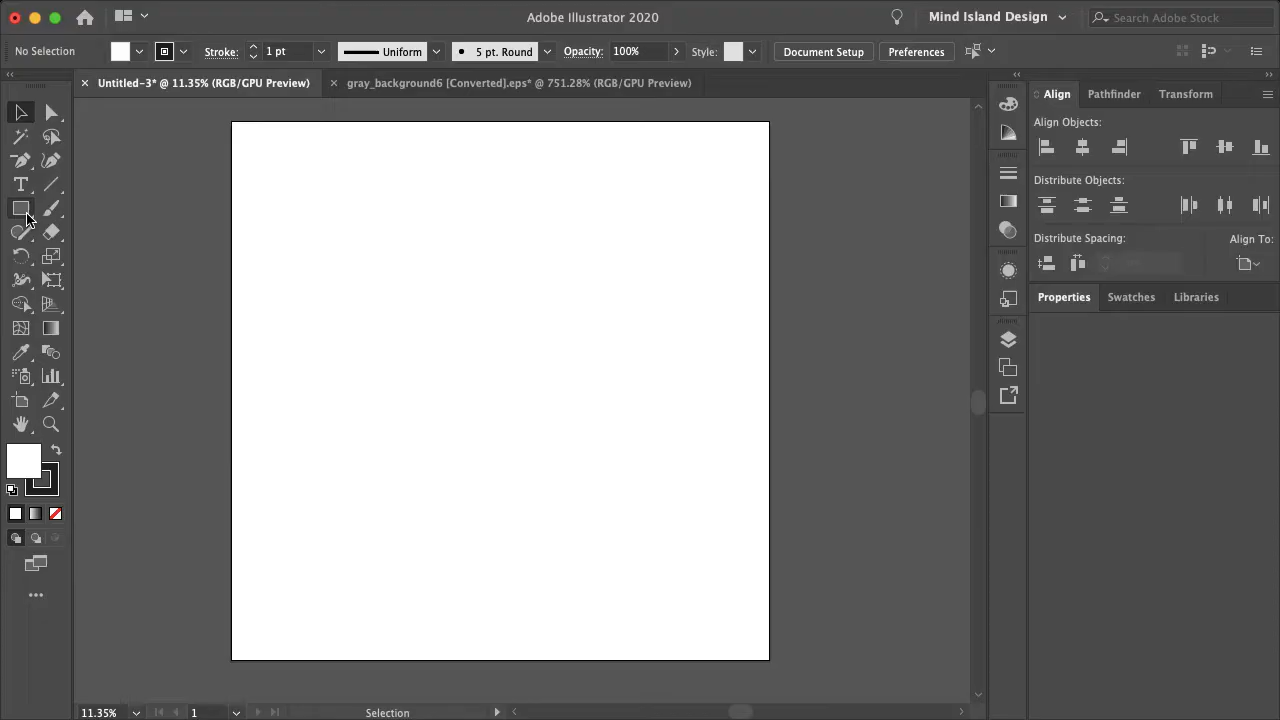 Adobe Illustrator 2020
Mind Island Design
Search Adobe Stock
No Selection
Stroke:
1 pt
Uniform
5 pt. Round
Opacity:
100%
Style:
Document Setup
Preferences
Untitled-3* @ 11.35% (RGB/GPU Preview)
gray_background6 [Converted].eps* @ 751.28% (RGB/GPU Preview)
Align
Pathfinder
Transform
Align Objects:
Distribute Objects:
Distribute Spacing:
Align To:
Properties
Swatches
Libraries
11.35%
1
Selection